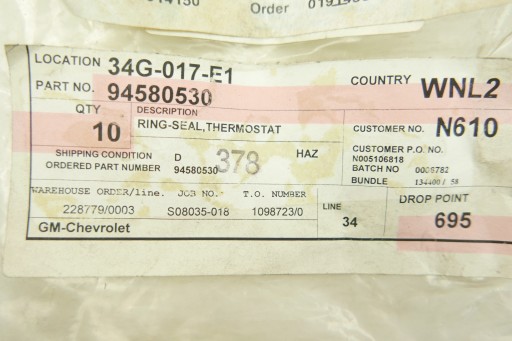 Order
LOCATION 34G-017-E1
PART NO. 94580530 COUNTRY WNL2
QTY DESCRIPTION
10 RING-SEAL,THERMOSTAT CUSTOMER NO. N610
SHIPPING CONDITION D 378 HAZ CUSTOMER P.O. NO.
N005106818
ORDERED PART NUMBER 94580530 BATCH NO
BUNDLE 134400 / 58
WAREHOUSE ORDER/line. JOB NO. T.O. NUMBER LINE DROP POINT
228779/0003 S08035-018 1098723/0 34 695
GM-Chevrolet